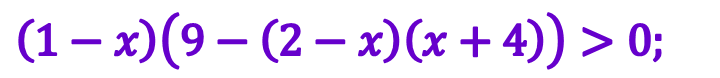 (1 − x)(9 − (2 − x)(x + 4)) > 0;